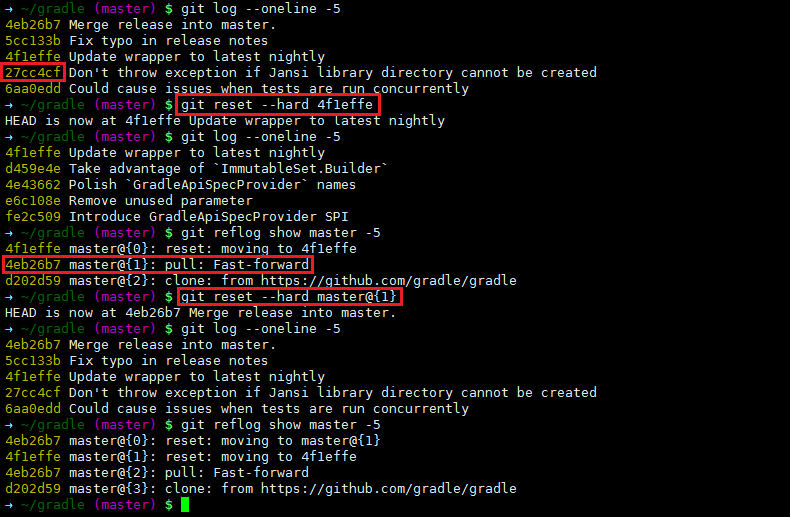 → ~/gradle (master) $ git log --oneline -5
4eb26b7 Merge release into master.
5cc133b Fix typo in release notes
4f1effe Update wrapper to latest nightly
27cc4cf Don't throw exception if Jansi library directory cannot be created
6aa0edd Could cause issues when tests are run concurrently
→ ~/gradle (master) $ git reset --hard 4f1effe
HEAD is now at 4f1effe Update wrapper to latest nightly
→ ~/gradle (master) $ git log --oneline -5
4f1effe Update wrapper to latest nightly
d459e4e Take advantage of `ImmutableSet.Builder`
4e43662 Polish `GradleApiSpecProvider` names
e6c108e Remove unused parameter
fe2c509 Introduce GradleApiSpecProvider SPI
→ ~/gradle (master) $ git reflog show master -5
4f1effe master@{0}: reset: moving to 4f1effe
4eb26b7 master@{1}: pull: Fast-forward
d202d59 master@{2}: clone: from https://github.com/gradle/gradle
→ ~/gradle (master) $ git reset --hard master@{1}
HEAD is now at 4eb26b7 Merge release into master.
→ ~/gradle (master) $ git log --oneline -5
4eb26b7 Merge release into master.
5cc133b Fix typo in release notes
4f1effe Update wrapper to latest nightly
27cc4cf Don't throw exception if Jansi library directory cannot be created
6aa0edd Could cause issues when tests are run concurrently
→ ~/gradle (master) $ git reflog show master -5
4eb26b7 master@{0}: reset: moving to master@{1}
4f1effe master@{1}: reset: moving to 4f1effe
4eb26b7 master@{2}: pull: Fast-forward
d202d59 master@{3}: clone: from https://github.com/gradle/gradle
→ ~/gradle (master) $